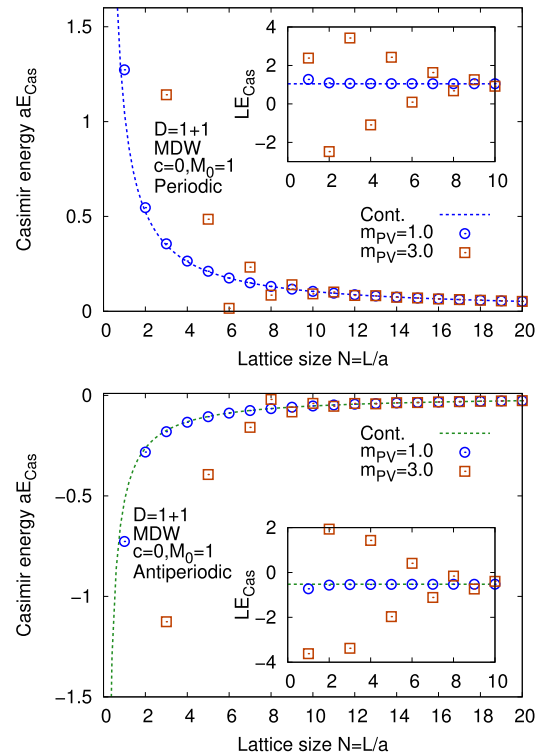 Casimir energy aE_Cas
1.5
1
0.5
0
0 2 4 6 8 10 12 14 16 18 20
Lattice size N=L/a
D=1+1
MDW
c=0,M_0=1
Periodic
LE_Cas
4
2
0
−2
0 2 4 6 8 10
Cont.
m_PV=1.0
m_PV=3.0
Casimir energy aE_Cas
0
−0.5
−1
−1.5
0 2 4 6 8 10 12 14 16 18 20
Lattice size N=L/a
Cont.
m_PV=1.0
m_PV=3.0
D=1+1
MDW
c=0,M_0=1
Antiperiodic
LE_Cas
2
0
−2
−4
0 2 4 6 8 10